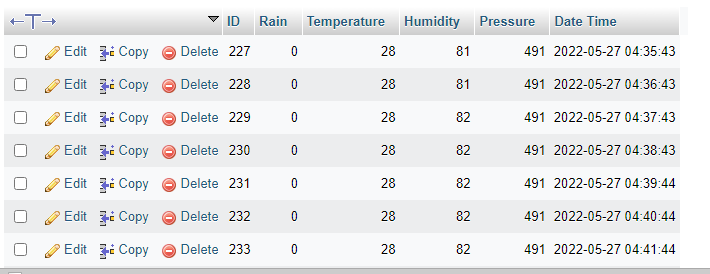 ID Rain Temperature Humidity Pressure Date Time
Edit Copy Delete 227 0 28 81 491 2022-05-27 04:35:43
Edit Copy Delete 228 0 28 81 491 2022-05-27 04:36:43
Edit Copy Delete 229 0 28 82 491 2022-05-27 04:37:43
Edit Copy Delete 230 0 28 82 491 2022-05-27 04:38:43
Edit Copy Delete 231 0 28 82 491 2022-05-27 04:39:44
Edit Copy Delete 232 0 28 82 491 2022-05-27 04:40:44
Edit Copy Delete 233 0 28 82 491 2022-05-27 04:41:44